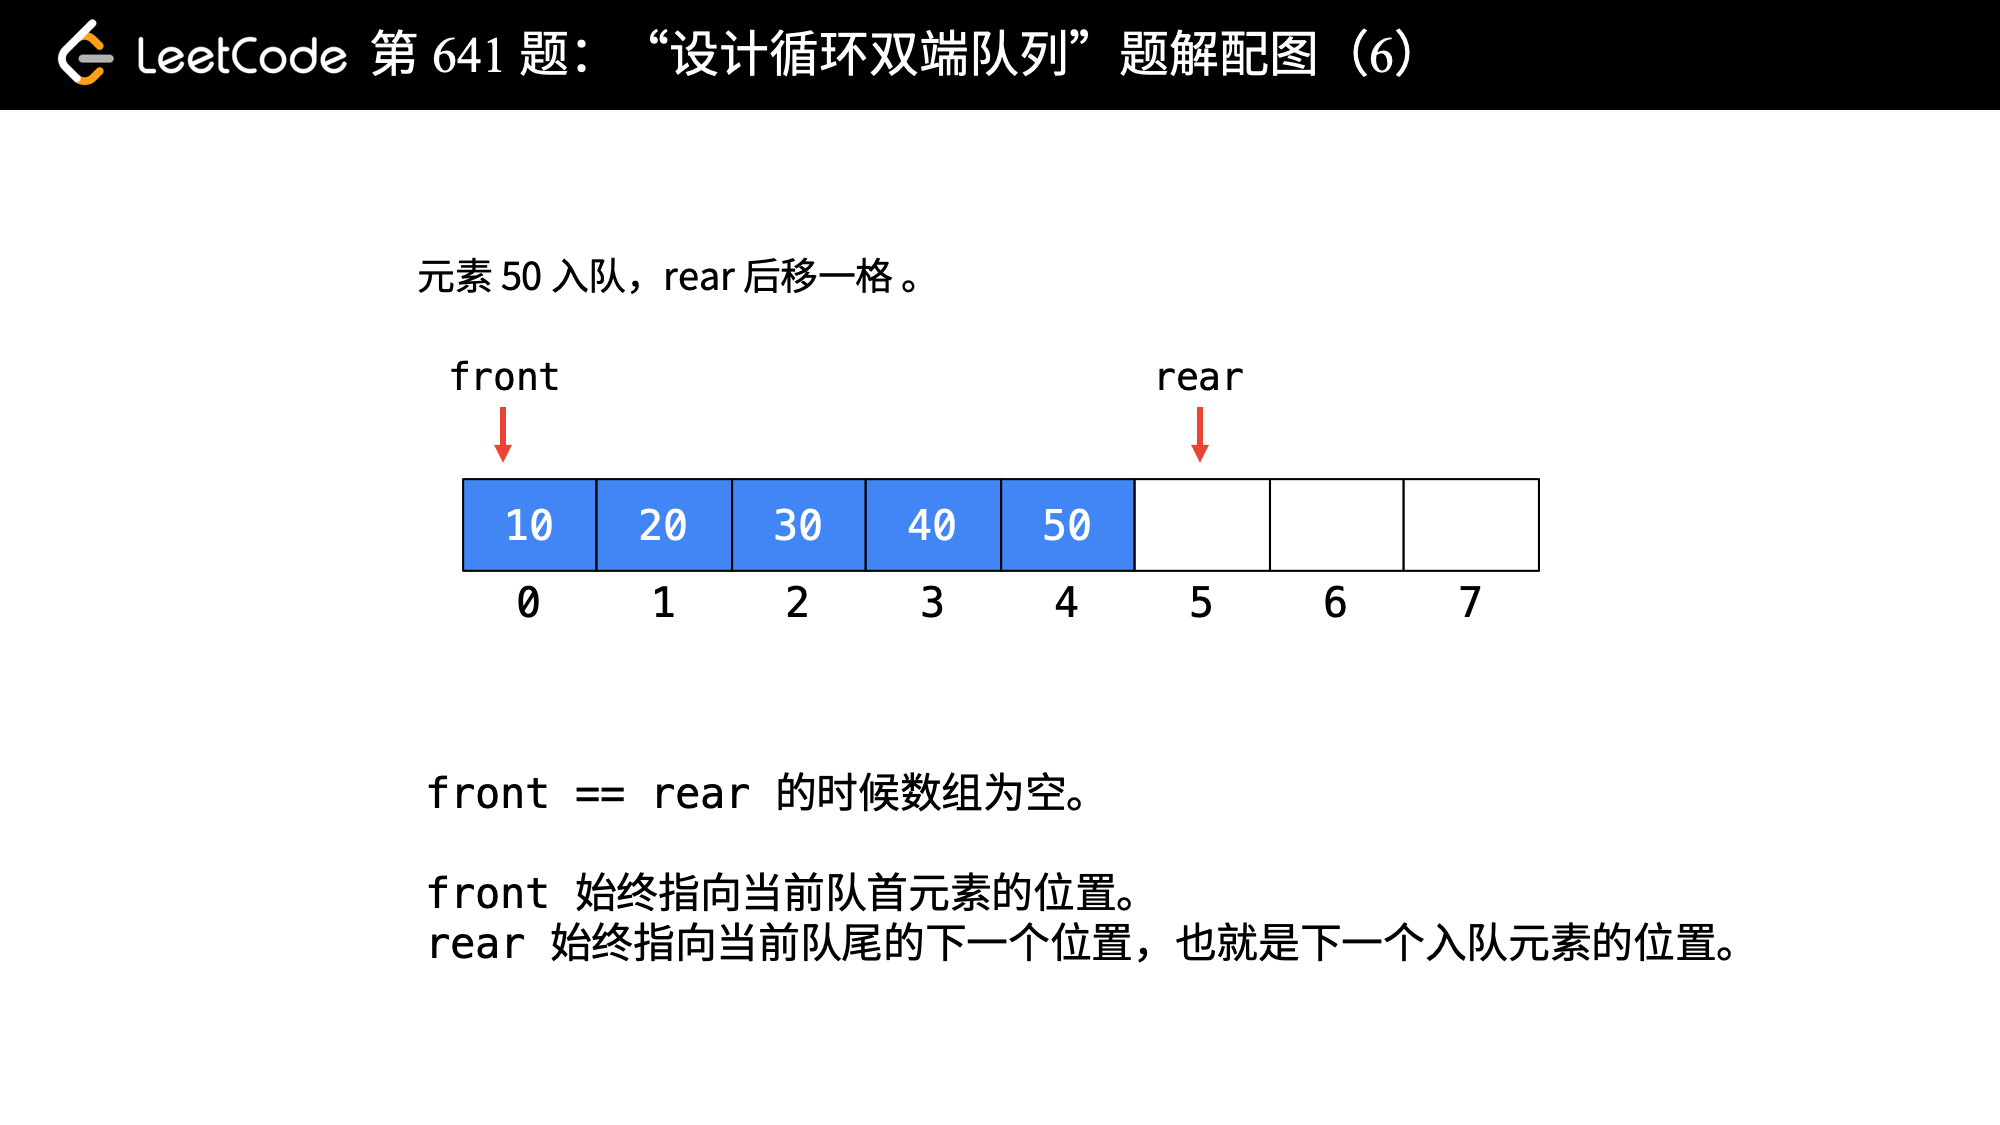 LeetCode 第 641 题：“设计循环双端队列”题解配图（6）
元素 50 入队，rear 后移一格 。
front rear
10 20 30 40 50
0 1 2 3 4 5 6 7
front == rear 的时候数组为空。
front 始终指向当前队首元素的位置。
rear 始终指向当前队尾的下一个位置，也就是下一个入队元素的位置。